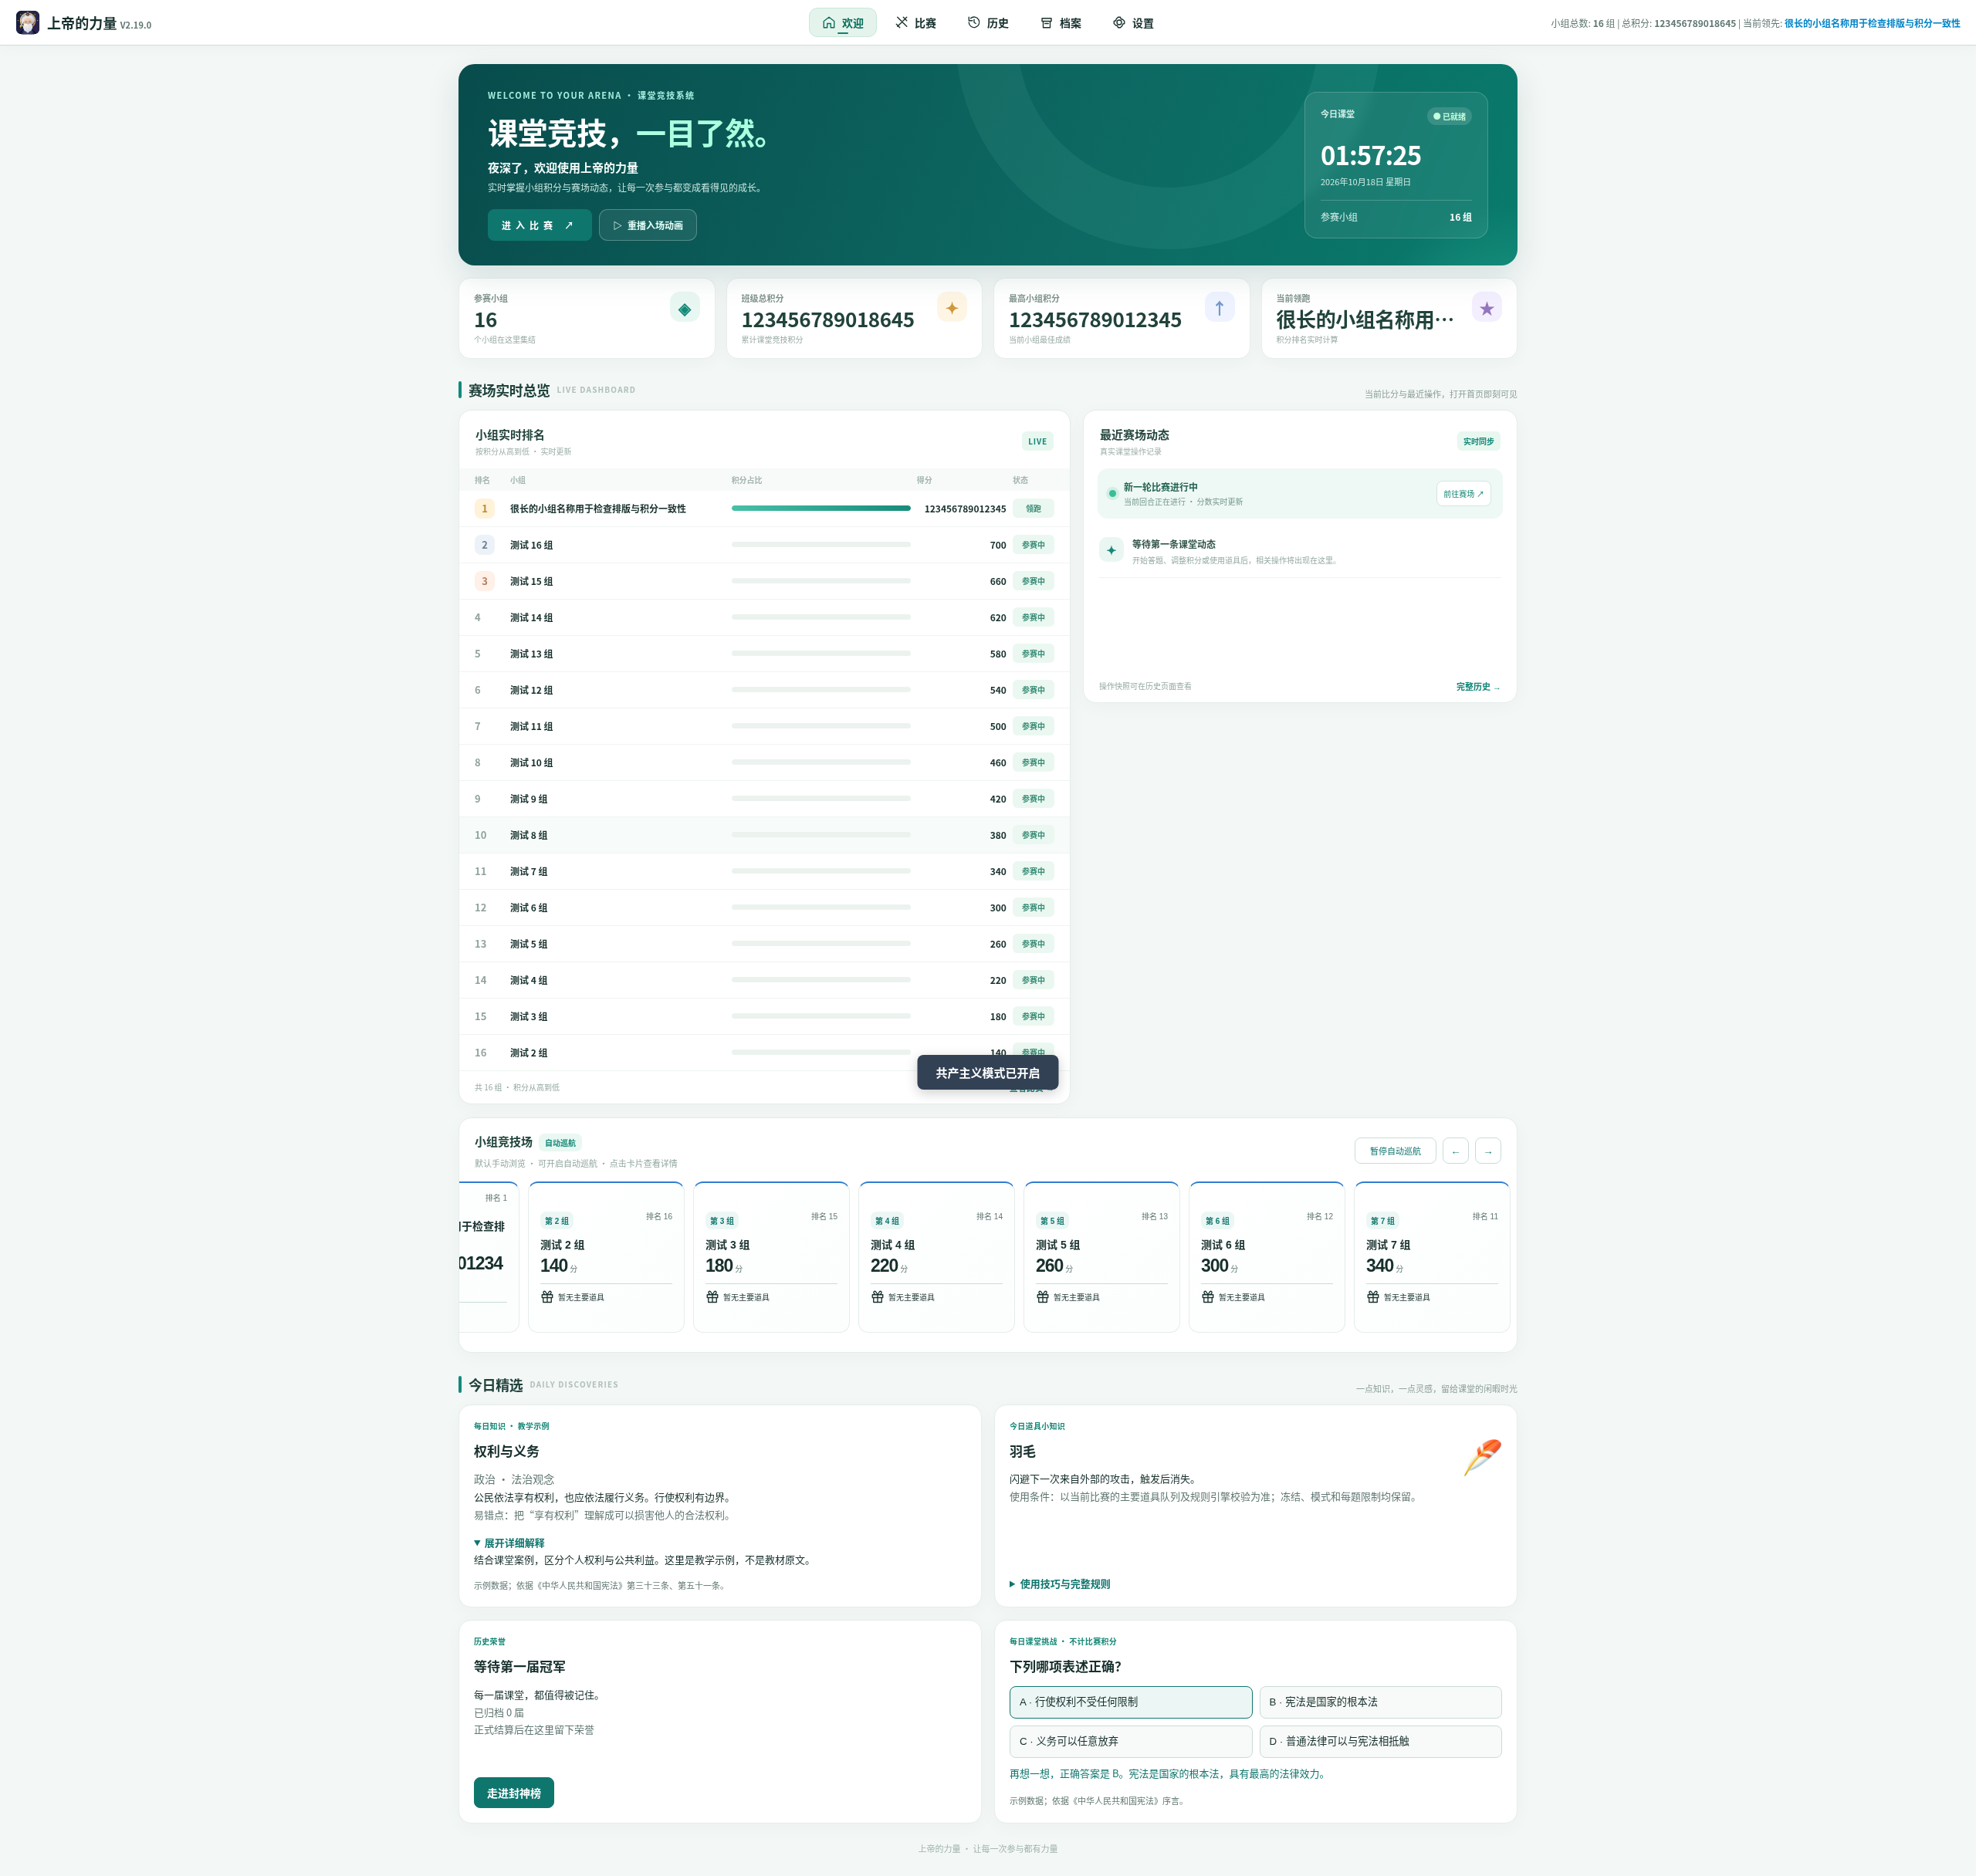 上帝的力量 V2.19.0
欢迎 比赛 历史 档案 设置
小组总数: 16 组 | 总积分: 123456789018645 | 当前领先: 很长的小组名称用于检查排版与积分一致性
WELCOME TO YOUR ARENA · 课堂竞技系统
课堂竞技，一目了然。
夜深了，欢迎使用上帝的力量
实时掌握小组积分与赛场动态，让每一次参与都变成看得见的成长。
进入比赛 ↗ ▷ 重播入场动画
今日课堂 已就绪
01:57:25
2026年10月18日 星期日
参赛小组 16 组
参赛小组
16
个小组在这里集结
班级总积分
123456789018645
累计课堂竞技积分
最高小组积分
123456789012345
当前小组最佳成绩
当前领跑
很长的小组名称用…
积分排名实时计算
赛场实时总览 LIVE DASHBOARD
当前比分与最近操作，打开首页即刻可见
小组实时排名 LIVE
按积分从高到低 · 实时更新
排名 小组 积分占比 得分 状态
1 很长的小组名称用于检查排版与积分一致性 123456789012345 领跑
2 测试 16 组 700 参赛中
3 测试 15 组 660 参赛中
4 测试 14 组 620 参赛中
5 测试 13 组 580 参赛中
6 测试 12 组 540 参赛中
7 测试 11 组 500 参赛中
8 测试 10 组 460 参赛中
9 测试 9 组 420 参赛中
10 测试 8 组 380 参赛中
11 测试 7 组 340 参赛中
12 测试 6 组 300 参赛中
13 测试 5 组 260 参赛中
14 测试 4 组 220 参赛中
15 测试 3 组 180 参赛中
16 测试 2 组 140 参赛中
共 16 组 · 积分从高到低
共产主义模式已开启
最近赛场动态 实时同步
真实课堂操作记录
新一轮比赛进行中
当前回合正在进行 · 分数实时更新
前往赛场 ↗
等待第一条课堂动态
开始答题、调整积分或使用道具后，相关操作将出现在这里。
操作快照可在历史页面查看 完整历史 →
小组竞技场 自动巡航
默认手动浏览 · 可开启自动巡航 · 点击卡片查看详情
暂停自动巡航 ← →
排名 1
于检查排
01234
第 2 组 排名 16
测试 2 组
140 分
暂无主要道具
第 3 组 排名 15
测试 3 组
180 分
暂无主要道具
第 4 组 排名 14
测试 4 组
220 分
暂无主要道具
第 5 组 排名 13
测试 5 组
260 分
暂无主要道具
第 6 组 排名 12
测试 6 组
300 分
暂无主要道具
第 7 组 排名 11
测试 7 组
340 分
暂无主要道具
今日精选 DAILY DISCOVERIES
一点知识，一点灵感，留给课堂的闲暇时光
每日知识 · 教学示例
权利与义务
政治 · 法治观念
公民依法享有权利，也应依法履行义务。行使权利有边界。
易错点：把“享有权利”理解成可以损害他人的合法权利。
▼ 展开详细解释
结合课堂案例，区分个人权利与公共利益。这里是教学示例，不是教材原文。
示例数据；依据《中华人民共和国宪法》第三十三条、第五十一条。
今日道具小知识
羽毛
闪避下一次来自外部的攻击，触发后消失。
使用条件：以当前比赛的主要道具队列及规则引擎校验为准；冻结、模式和每题限制均保留。
▶ 使用技巧与完整规则
历史荣誉
等待第一届冠军
每一届课堂，都值得被记住。
已归档 0 届
正式结算后在这里留下荣誉
走进封神榜
每日课堂挑战 · 不计比赛积分
下列哪项表述正确？
A · 行使权利不受任何限制 B · 宪法是国家的根本法
C · 义务可以任意放弃 D · 普通法律可以与宪法相抵触
再想一想，正确答案是 B。宪法是国家的根本法，具有最高的法律效力。
示例数据；依据《中华人民共和国宪法》序言。
上帝的力量 · 让每一次参与都有力量